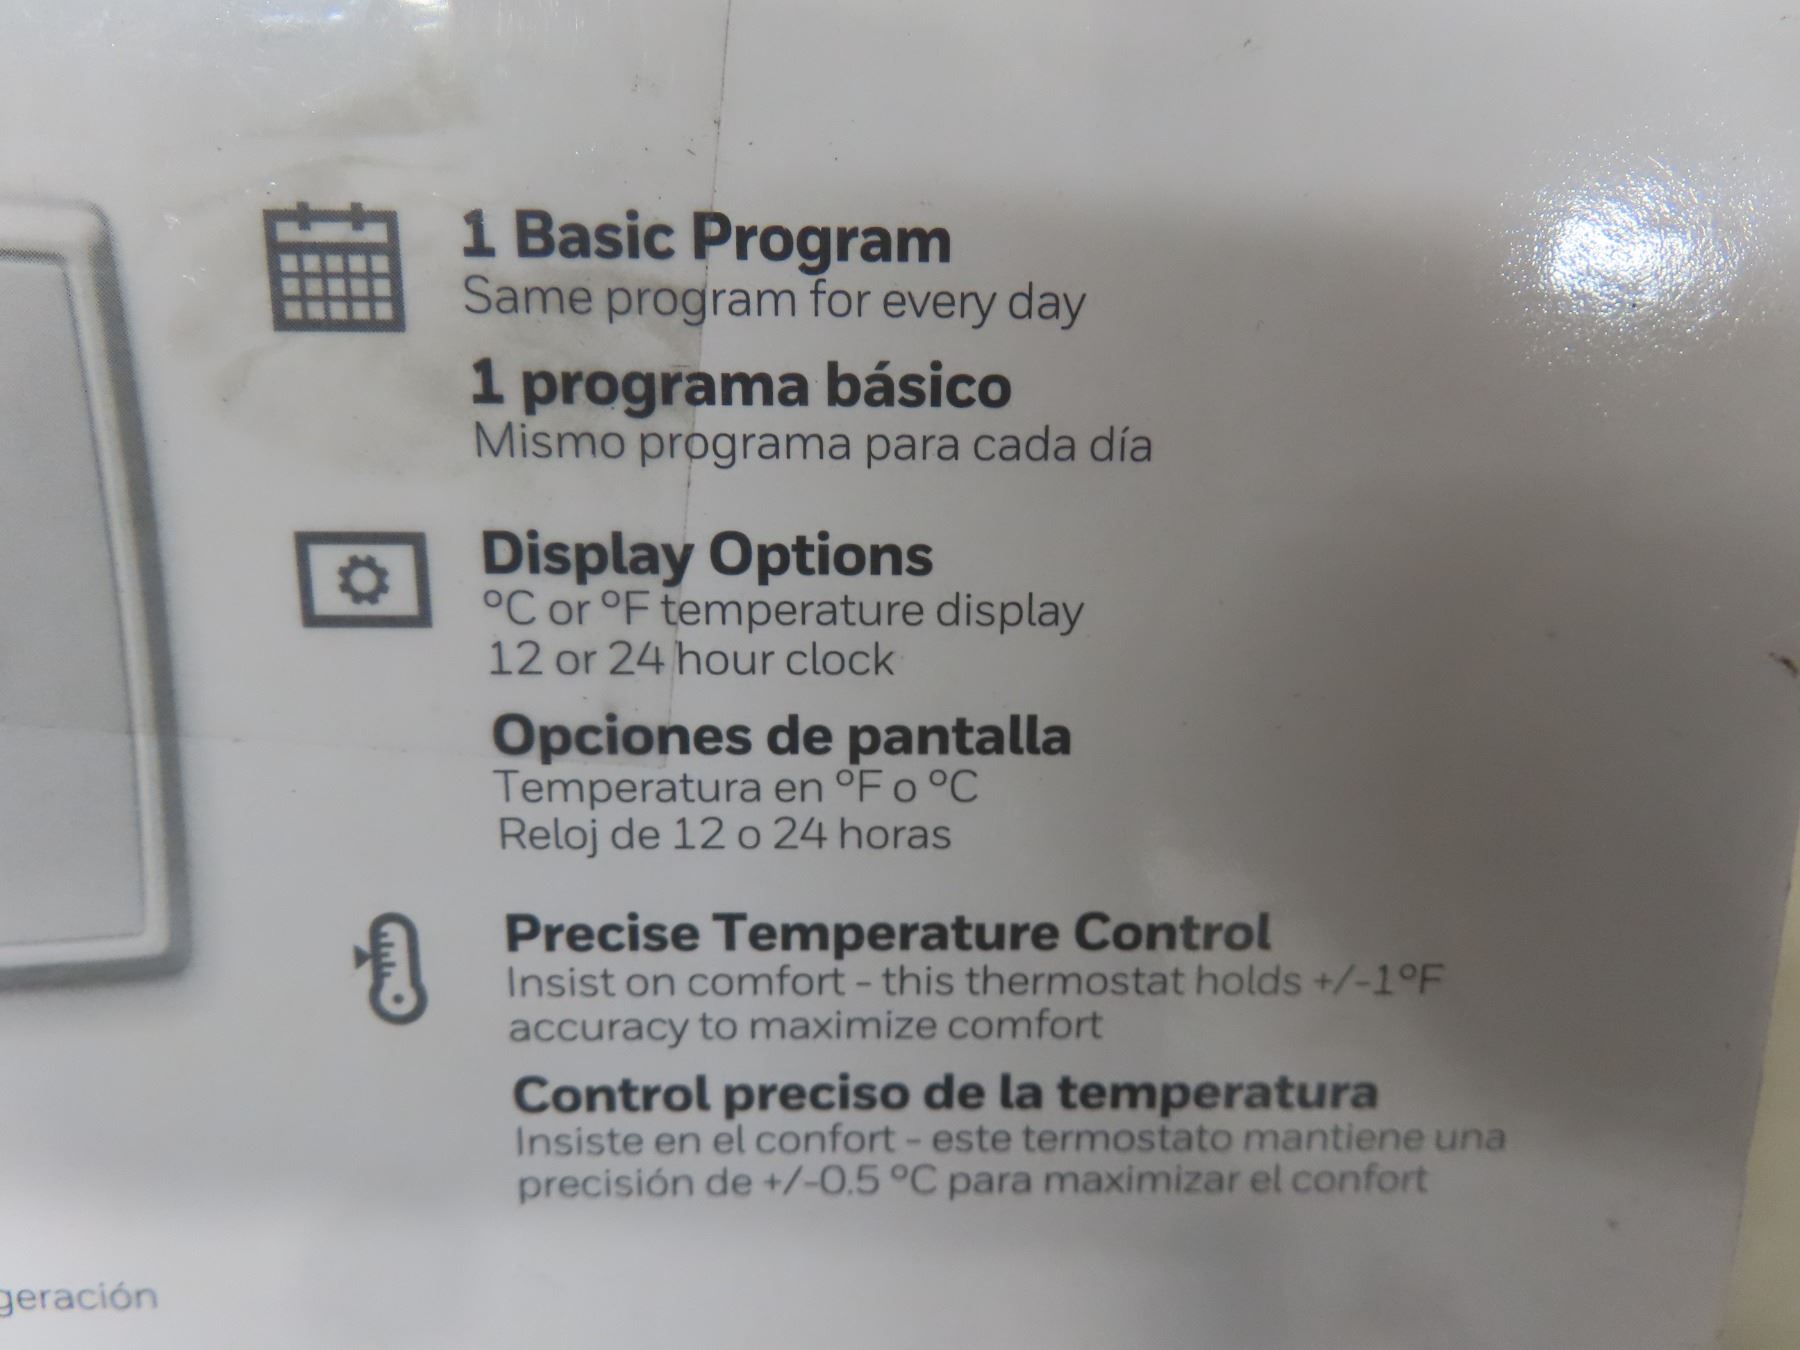 1 Basic Program
Same program for every day
1 programa básico
Mismo programa para cada día
Display Options
°C or °F temperature display
12 or 24 hour clock
Opciones de pantalla
Temperatura en °F o °C
Reloj de 12 o 24 horas
Precise Temperature Control
Insist on comfort - this thermostat holds +/-1°F
accuracy to maximize comfort
Control preciso de la temperatura
Insiste en el confort - este termostato mantiene una
precisión de +/-0.5 °C para maximizar el confort
geración